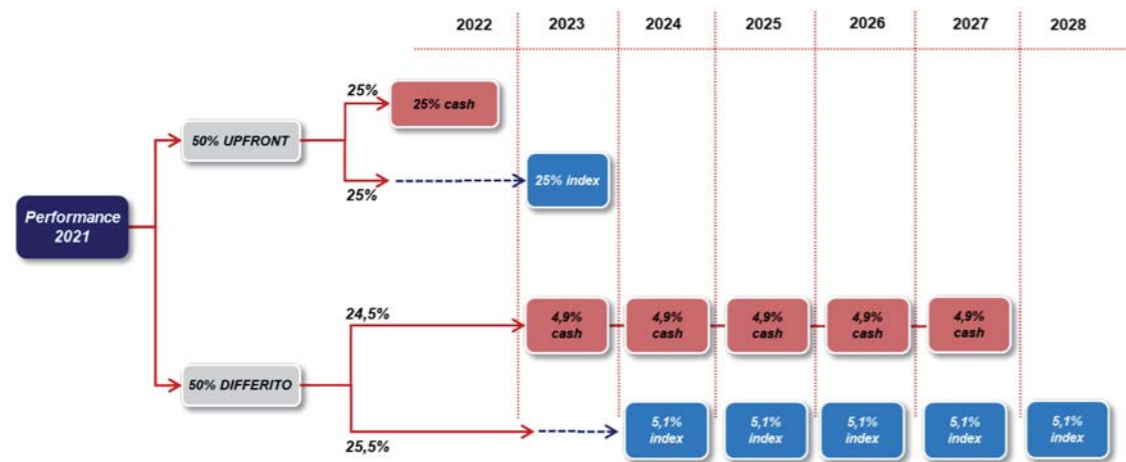 2022 2023 2024 2025 2026 2027 2028
25%
25% cash
50% UPFRONT
25% index
25%
Performance
2021
24,5%
4,9%
cash
4,9%
cash
4,9%
cash
4,9%
cash
4,9%
cash
50% DIFFERITO
5,1%
index
5,1%
index
5,1%
index
5,1%
index
5,1%
index
25,5%